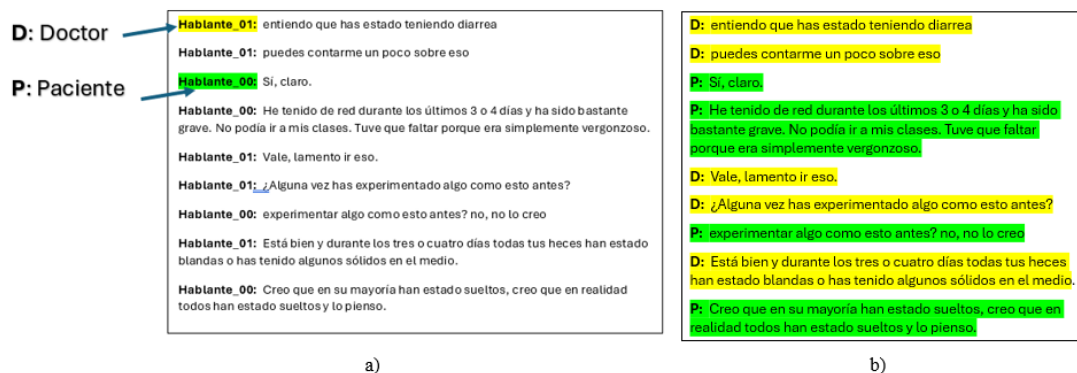 D: Doctor
P: Paciente
Hablante_01: entiendo que has estado teniendo diarrea
Hablante_01: puedes contarme un poco sobre eso
Hablante_00: Sí, claro.
Hablante_00: He tenido de red durante los últimos 3 o 4 días y ha sido bastante
grave. No podía ir a mis clases. Tuve que faltar porque era simplemente vergonzoso.
Hablante_01: Vale, lamento ir eso.
Hablante_01: ¿Alguna vez has experimentado algo como esto antes?
Hablante_00: experimentar algo como esto antes? no, no lo creo
Hablante_01: Está bien y durante los tres o cuatro días todas tus heces han estado
blandas o has tenido algunos sólidos en el medio.
Hablante_00: Creo que en su mayoría han estado sueltos, creo que en realidad
todos han estado sueltos y lo pienso.
a)
D: entiendo que has estado teniendo diarrea
D: puedes contarme un poco sobre eso
P: Sí, claro.
P: He tenido de red durante los últimos 3 o 4 días y ha sido
bastante grave. No podía ir a mis clases. Tuve que faltar
porque era simplemente vergonzoso.
D: Vale, lamento ir eso.
D: ¿Alguna vez has experimentado algo como esto antes?
P: experimentar algo como esto antes? no, no lo creo
D: Está bien y durante los tres o cuatro días todas tus heces
han estado blandas o has tenido algunos sólidos en el medio.
P: Creo que en su mayoría han estado sueltos, creo que en
realidad todos han estado sueltos y lo pienso.
b)